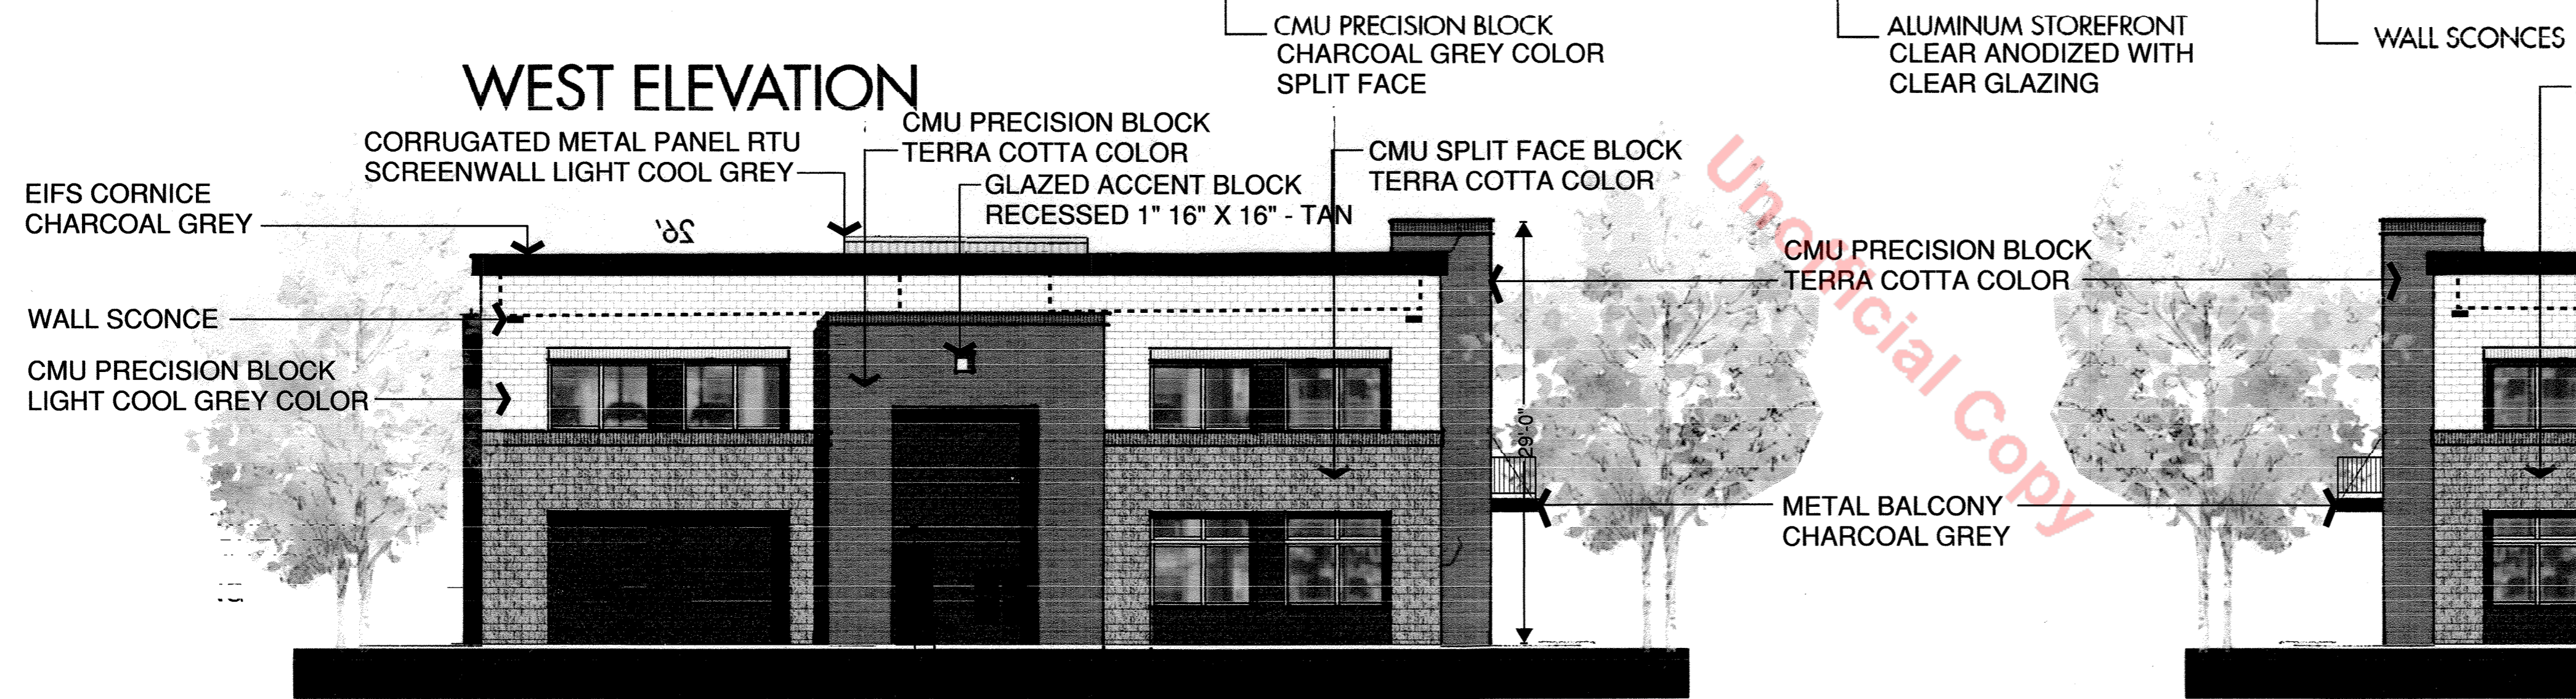 CMU PRECISION BLOCK
CHARCOAL GREY COLOR
SPLIT FACE
ALUMINUM STOREFRONT
CLEAR ANODIZED WITH
CLEAR GLAZING
WALL SCONCES
WEST ELEVATION
CORRUGATED METAL PANEL RTU
SCREENWALL LIGHT COOL GREY
CMU PRECISION BLOCK
TERRA COTTA COLOR
GLAZED ACCENT BLOCK
RECESSED 1" 16" X 16" - TAN
CMU SPLIT FACE BLOCK
TERRA COTTA COLOR
EIFS CORNICE
CHARCOAL GREY
26'
WALL SCONCE
CMU PRECISION BLOCK
LIGHT COOL GREY COLOR
29'-0"
CMU PRECISION BLOCK
TERRA COTTA COLOR
METAL BALCONY
CHARCOAL GREY
Unofficial Copy